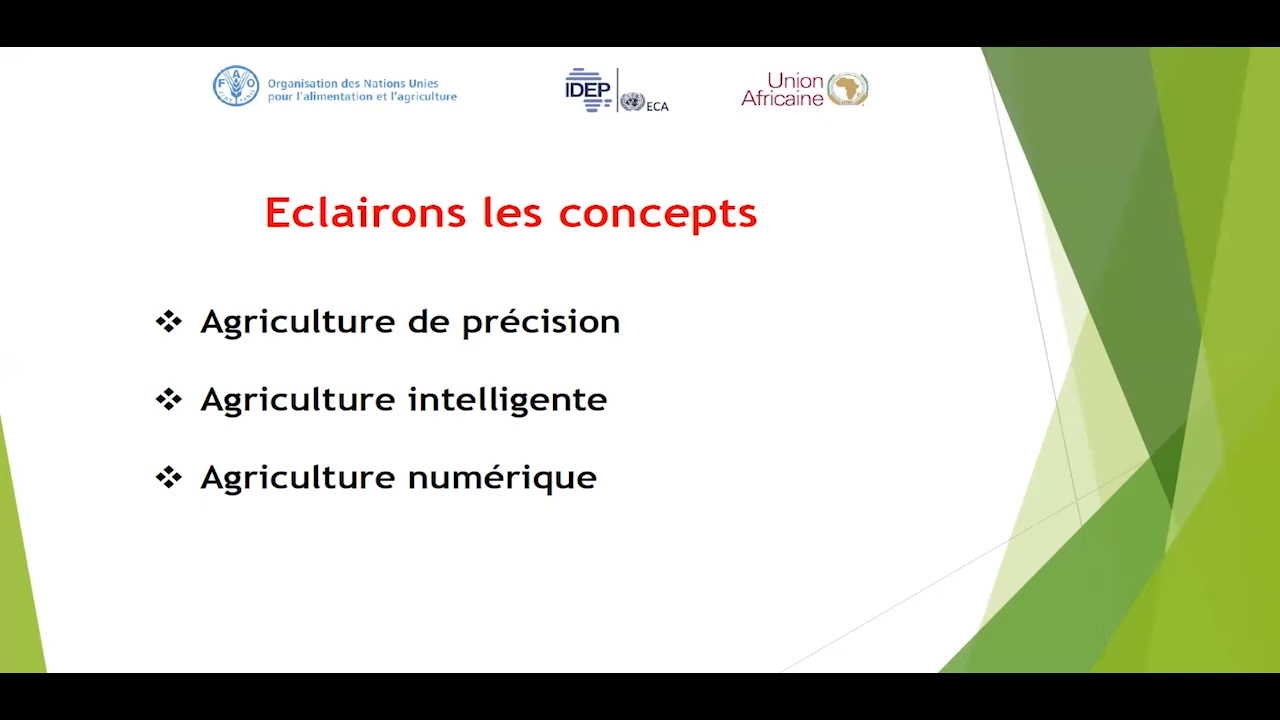 FAO
Organisation des Nations Unies
pour l'alimentation et l'agriculture
IDEP
ECA
Union
Africaine
Eclairons les concepts
Agriculture de précision
Agriculture intelligente
Agriculture numérique